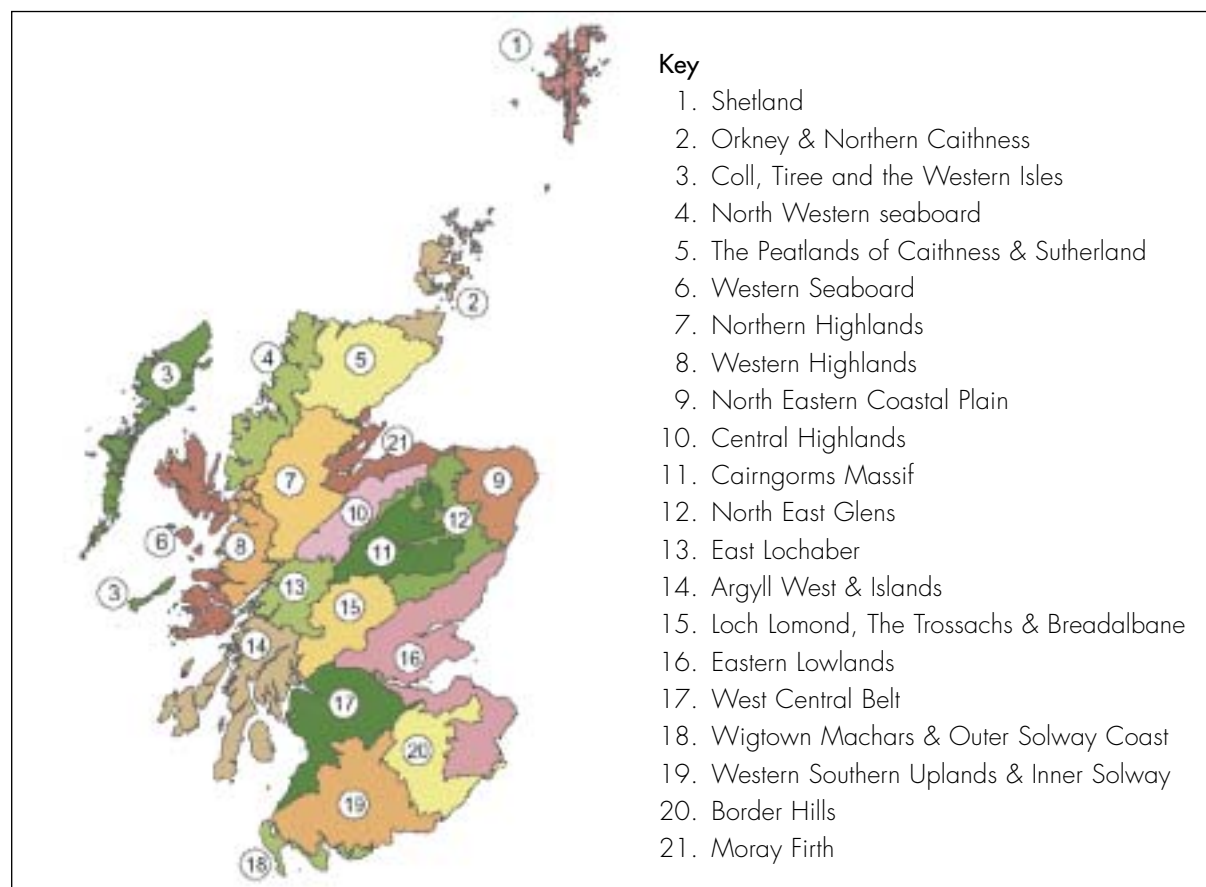 Key
1. Shetland
2. Orkney & Northern Caithness
3. Coll, Tiree and the Western Isles
4. North Western seaboard
5. The Peatlands of Caithness & Sutherland
6. Western Seaboard
7. Northern Highlands
8. Western Highlands
9. North Eastern Coastal Plain
10. Central Highlands
11. Cairngorms Massif
12. North East Glens
13. East Lochaber
14. Argyll West & Islands
15. Loch Lomond, The Trossachs & Breadalbane
16. Eastern Lowlands
17. West Central Belt
18. Wigtown Machars & Outer Solway Coast
19. Western Southern Uplands & Inner Solway
20. Border Hills
21. Moray Firth
1
2
4
5
3
21
7
9
10
12
6
8
11
13
3
15
14
16
17
20
19
18